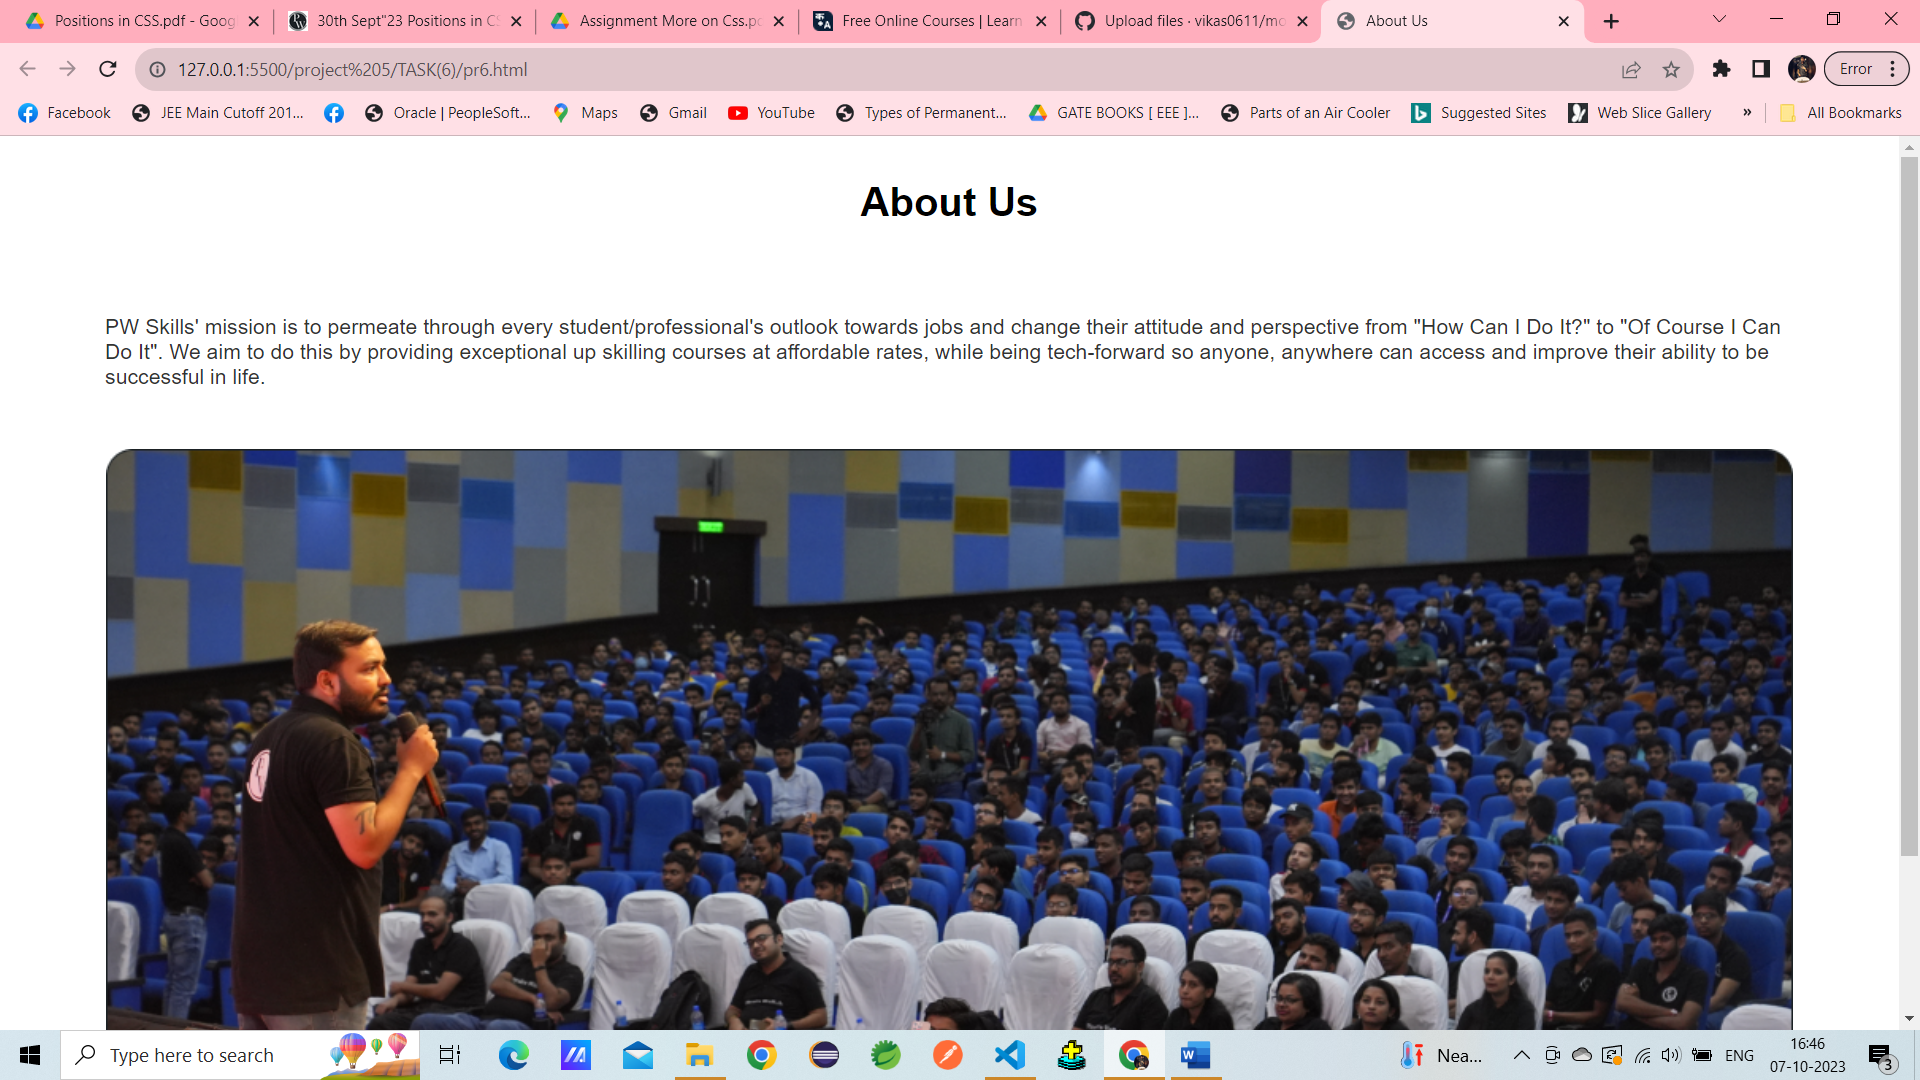 Positions in CSS.pdf - Goog
30th Sept"23 Positions in CS
Assignment More on Css.pd
Free Online Courses | Learn
Upload files · vikas0611/mo
About Us
127.0.0.1:5500/project%205/TASK(6)/pr6.html
Error
Facebook
JEE Main Cutoff 201...
Oracle | PeopleSoft...
Maps
Gmail
YouTube
Types of Permanent...
GATE BOOKS [ EEE ]...
Parts of an Air Cooler
Suggested Sites
Web Slice Gallery
»
All Bookmarks
About Us
PW Skills' mission is to permeate through every student/professional's outlook towards jobs and change their attitude and perspective from "How Can I Do It?" to "Of Course I Can
Do It". We aim to do this by providing exceptional up skilling courses at affordable rates, while being tech-forward so anyone, anywhere can access and improve their ability to be
successful in life.
Type here to search
Nea...
ENG
16:46
07-10-2023
3